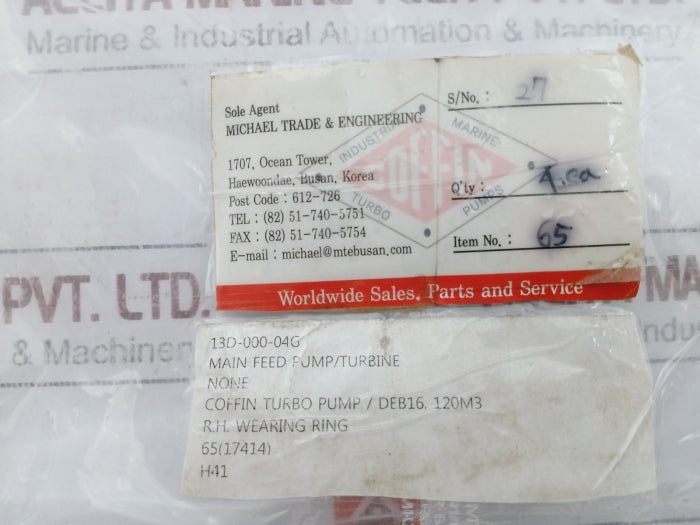 Marine & Industrial Automation & Machinery
PVT. LTD.
& Machinery
Sole Agent
MICHAEL TRADE & ENGINEERING
1707, Ocean Tower,
Haewoondae, Busan, Korea
Post Code : 612-726
TEL : (82) 51-740-5751
FAX : (82) 51-740-5754
E-mail : michael@mtebusan.com
INDUSTRIAL
MARINE
TURBO
PUMPS
S/No. : 27
Q'ty : 4.ea
Item No. : 65
Worldwide Sales, Parts and Service
13D-000-04G
MAIN FEED PUMP/TURBINE
NONE
COFFIN TURBO PUMP / DEB16, 120M3
R.H. WEARING RING
65(17414)
H41